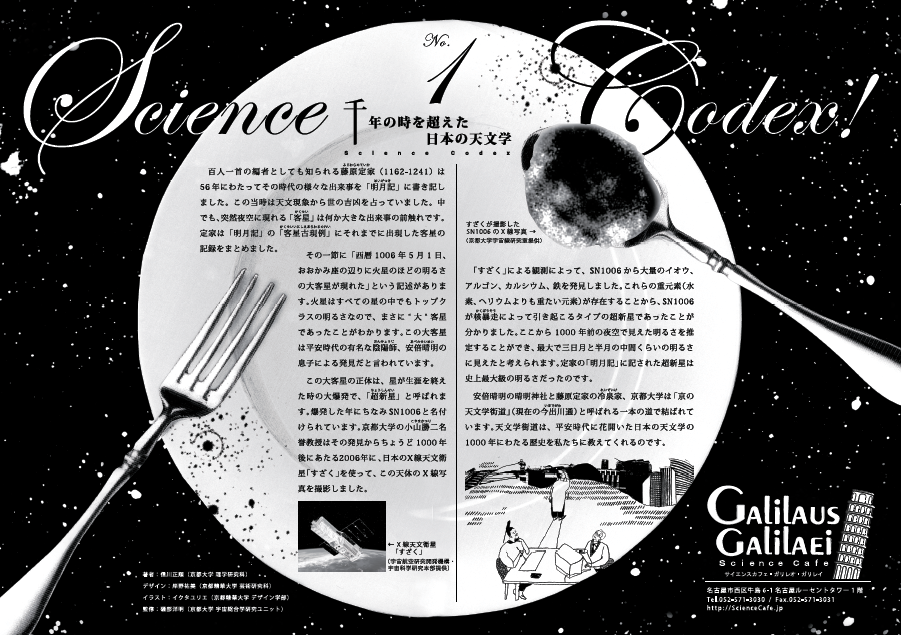 Science Codex!
No.1
千年の時を超えた
日本の天文学
Science Codex
百人一首の編者としても知られる藤原定家（1162-1241）は
56年にわたってその時代の様々な出来事を「明月記」に書き記し
ました。この当時は天文現象から世の吉凶を占っていました。中
でも、突然夜空に現れる「客星」は何か大きな出来事の前触れです。
定家は「明月記」の「客星古現例」にそれまでに出現した客星の
記録をまとめました。
その一節に「西暦1006年5月1日、
おおかみ座の辺りに火星のほどの明るさ
の大客星が現れた」という記述がありま
す。火星はすべての星の中でもトップク
ラスの明るさなので、まさに"大"客星
であったことがわかります。この大客星
は平安時代の有名な陰陽師、安倍晴明の
息子による発見だと言われています。
この大客星の正体は、星が生涯を終え
た時の大爆発で、「超新星」と呼ばれま
す。爆発した年にちなみSN1006と名付
けられています。京都大学の小山勝二名
誉教授はその発見からちょうど1000年
後にあたる2006年に、日本のX線天文衛
星「すざく」を使って、この天体のX線写
真を撮影しました。
← X線天文衛星
「すざく」
(宇宙航空研究開発機構・
宇宙科学研究本部提供)
すざくが撮影した
SN1006のX線写真 →
(京都大学宇宙線研究室提供)
「すざく」による観測によって、SN1006から大量のイオウ、
アルゴン、カルシウム、鉄を発見しました。これらの重元素(水
素、ヘリウムよりも重たい元素)が存在することから、SN1006
が核暴走によって引き起こるタイプの超新星であったことが
分かりました。ここから1000年前の夜空で見えた明るさを推
定することができ、最大で三日月と半月の中間くらいの明るさ
に見えたと考えられます。定家の「明月記」に記された超新星は
史上最大級の明るさだったのです。
安倍晴明の晴明神社と藤原定家の冷泉家、京都大学は「京の
天文学街道」(現在の今出川通)と呼ばれる一本の道で結ばれて
います。天文学街道は、平安時代に花開いた日本の天文学の
1000年にわたる歴史を私たちに教えてくれるのです。
デザイン：岸野祐美（京都精華大学 芸術研究科）
イラスト：イケタユリエ（京都精華大学 デザイン学部）
監修：磯部洋明（京都大学 宇宙総合学研究ユニット）
Galilaus
Galilaei
Science Cafe
サイエンスカフェ・ガリレオ・ガリレイ
名古屋市西区牛島6-1名古屋ルーセントタワー1階
Tel.052-571-3030 / Fax.052-571-3031
http://ScienceCafe.jp